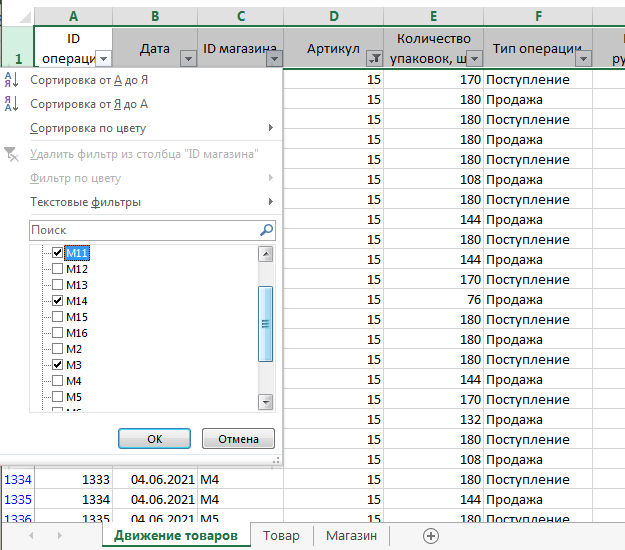 A B C D E F
1 ID операци Дата ID магазина Артикул Количество упаковок, ш Тип операции ру
Сортировка от А до Я 15 170 Поступление
15 180 Продажа
Сортировка от Я до А 15 180 Поступление
Сортировка по цвету 15 180 Продажа
Удалить фильтр из столбца "ID магазина" 15 180 Поступление
Фильтр по цвету 15 108 Продажа
Текстовые фильтры 15 180 Поступление
Поиск 15 144 Продажа
15 180 Поступление
M11 15 144 Продажа
M12
M13 15 170 Поступление
M14 15 76 Продажа
M15 15 180 Поступление
M16 15 180 Продажа
M2
M3 15 180 Поступление
M4 15 144 Продажа
M5 15 170 Поступление
M6 15 132 Продажа
OK Отмена 15 180 Поступление
15 108 Продажа
1334 1333 04.06.2021 M4 15 180 Поступление
1335 1334 04.06.2021 M4 15 144 Продажа
1336 1335 04.06.2021 M5 15 180 Поступление
Движение товаров Товар Магазин